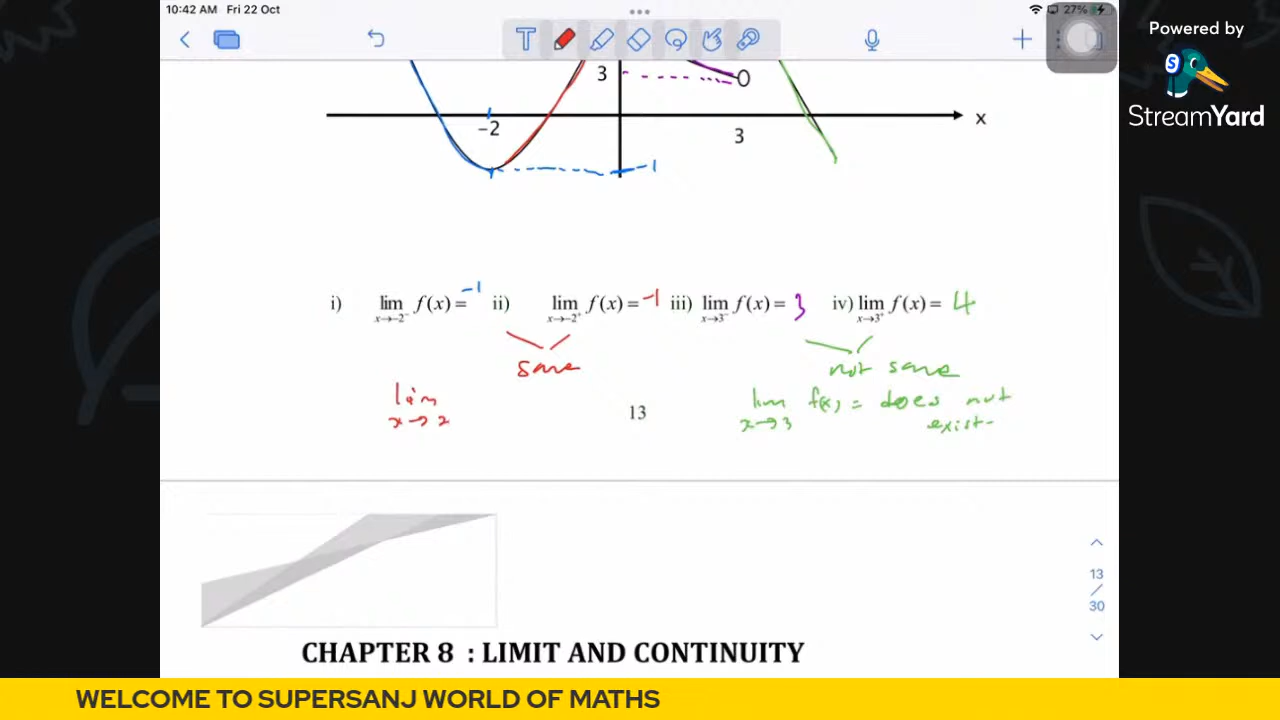 10:42 AM Fri 22 Oct
27%
Powered by
StreamYard
3
x
-2
3
-1
i) lim x→-2⁻ f(x) = -1 ii) lim x→-2⁺ f(x) = -1 iii) lim x→3⁻ f(x) = 3 iv) lim x→3⁺ f(x) = 4
same
not same
lim x→2
13
lim x→3 f(x) = does not exist
13
/
30
CHAPTER 8 : LIMIT AND CONTINUITY
WELCOME TO SUPERSANJ WORLD OF MATHS